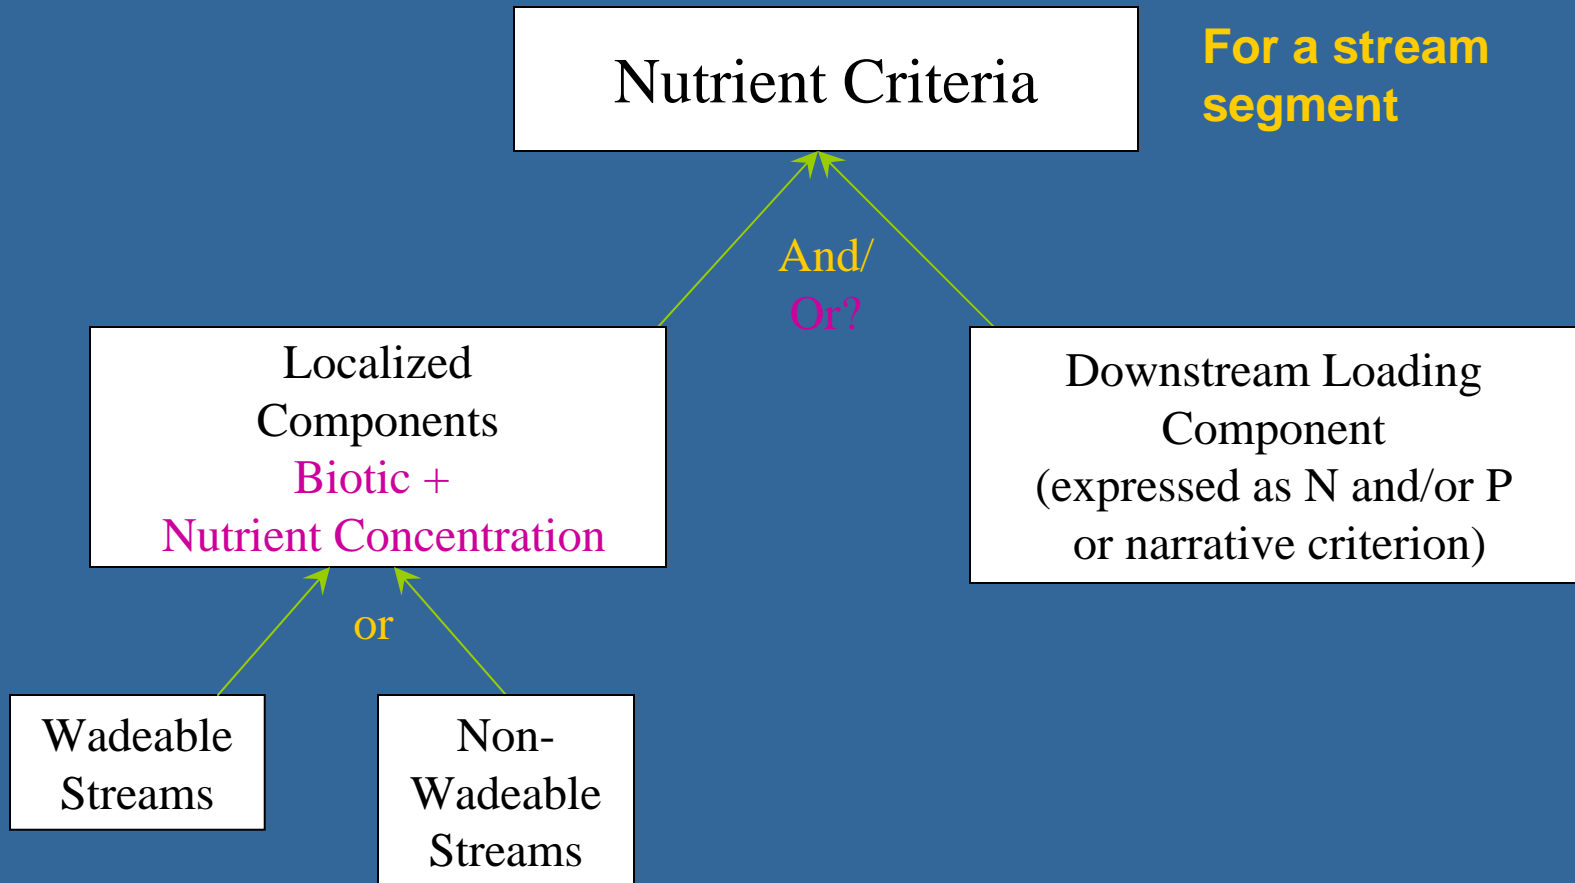 Nutrient Criteria
For a stream
segment
And/
Or?
Localized
Components
Biotic +
Nutrient Concentration
Downstream Loading
Component
(expressed as N and/or P
or narrative criterion)
or
Wadeable
Streams
Non-
Wadeable
Streams